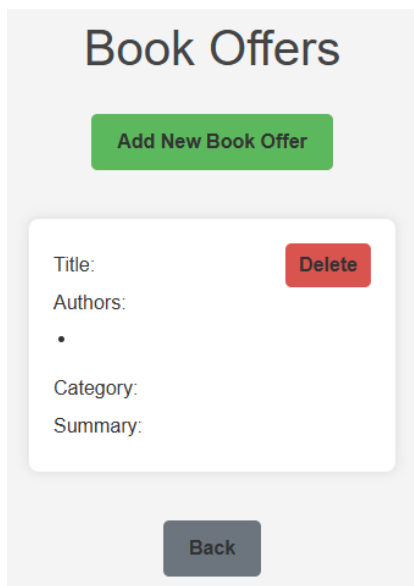 Book Offers
Add New Book Offer
Title:
Delete
Authors:
•
Category:
Summary:
Back